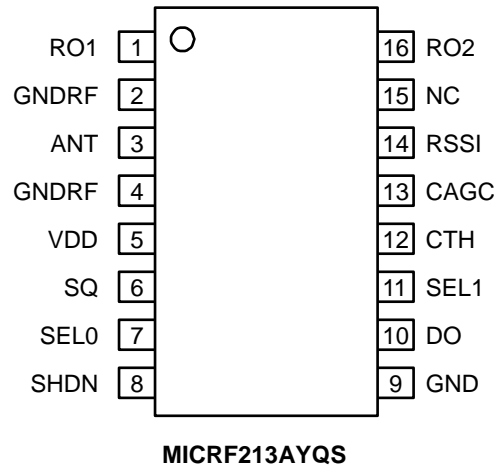 RO1 1 16 RO2
GNDRF 2 15 NC
ANT 3 14 RSSI
GNDRF 4 13 CAGC
VDD 5 12 CTH
SQ 6 11 SEL1
SEL0 7 10 DO
SHDN 8 9 GND
MICRF213AYQS